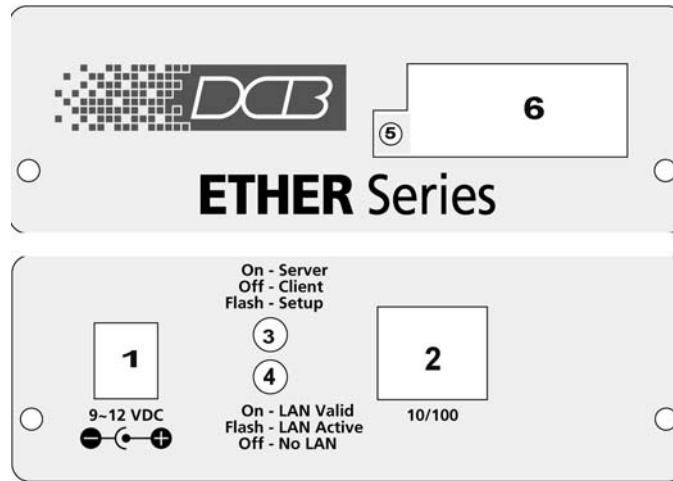 DCB
5
6
ETHER Series
On - Server
Off - Client
Flash - Setup
3
1
2
4
9~12 VDC
On - LAN Valid
Flash - LAN Active
Off - No LAN
10/100